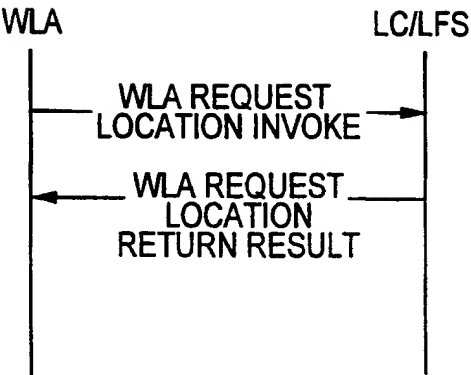 WLA
LC/LFS
WLA REQUEST
LOCATION INVOKE
WLA REQUEST
LOCATION
RETURN RESULT